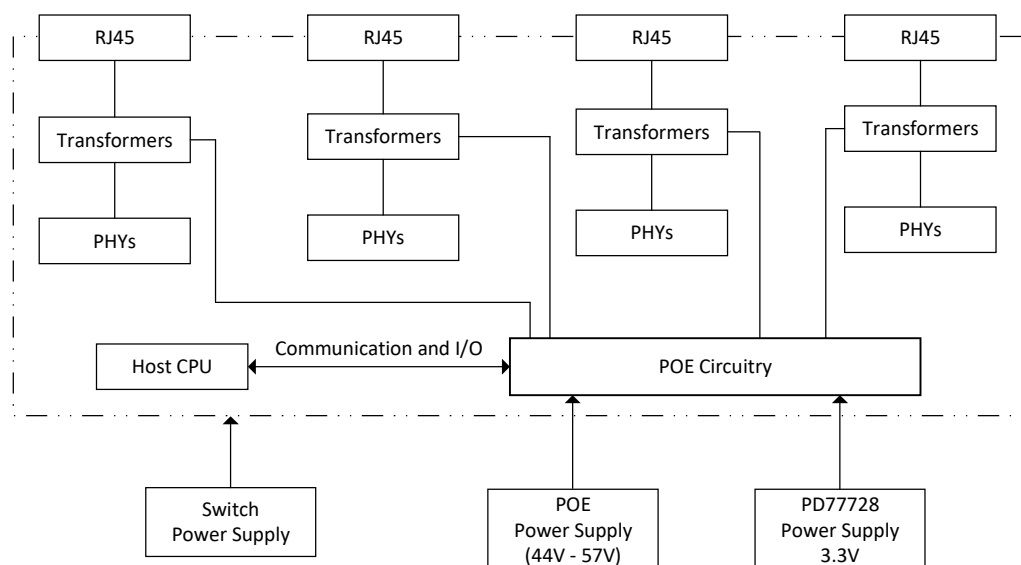 RJ45
RJ45
RJ45
RJ45
Transformers
Transformers
Transformers
Transformers
PHYs
PHYs
PHYs
PHYs
Communication and I/O
Host CPU
POE Circuitry
Switch
Power Supply
POE
Power Supply
(44V - 57V)
PD77728
Power Supply
3.3V